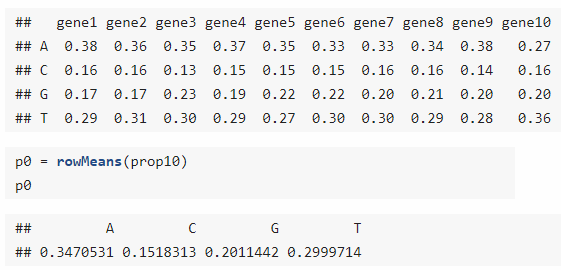 ##   gene1 gene2 gene3 gene4 gene5 gene6 gene7 gene8 gene9 gene10
## A  0.38  0.36  0.35  0.37  0.35  0.33  0.33  0.34  0.38   0.27
## C  0.16  0.16  0.13  0.15  0.15  0.15  0.16  0.16  0.14   0.16
## G  0.17  0.17  0.23  0.19  0.22  0.22  0.20  0.21  0.20   0.20
## T  0.29  0.31  0.30  0.29  0.27  0.30  0.30  0.29  0.28   0.36
p0 = rowMeans(prop10)
p0
##         A         C         G         T
## 0.3470531 0.1518313 0.2011442 0.2999714